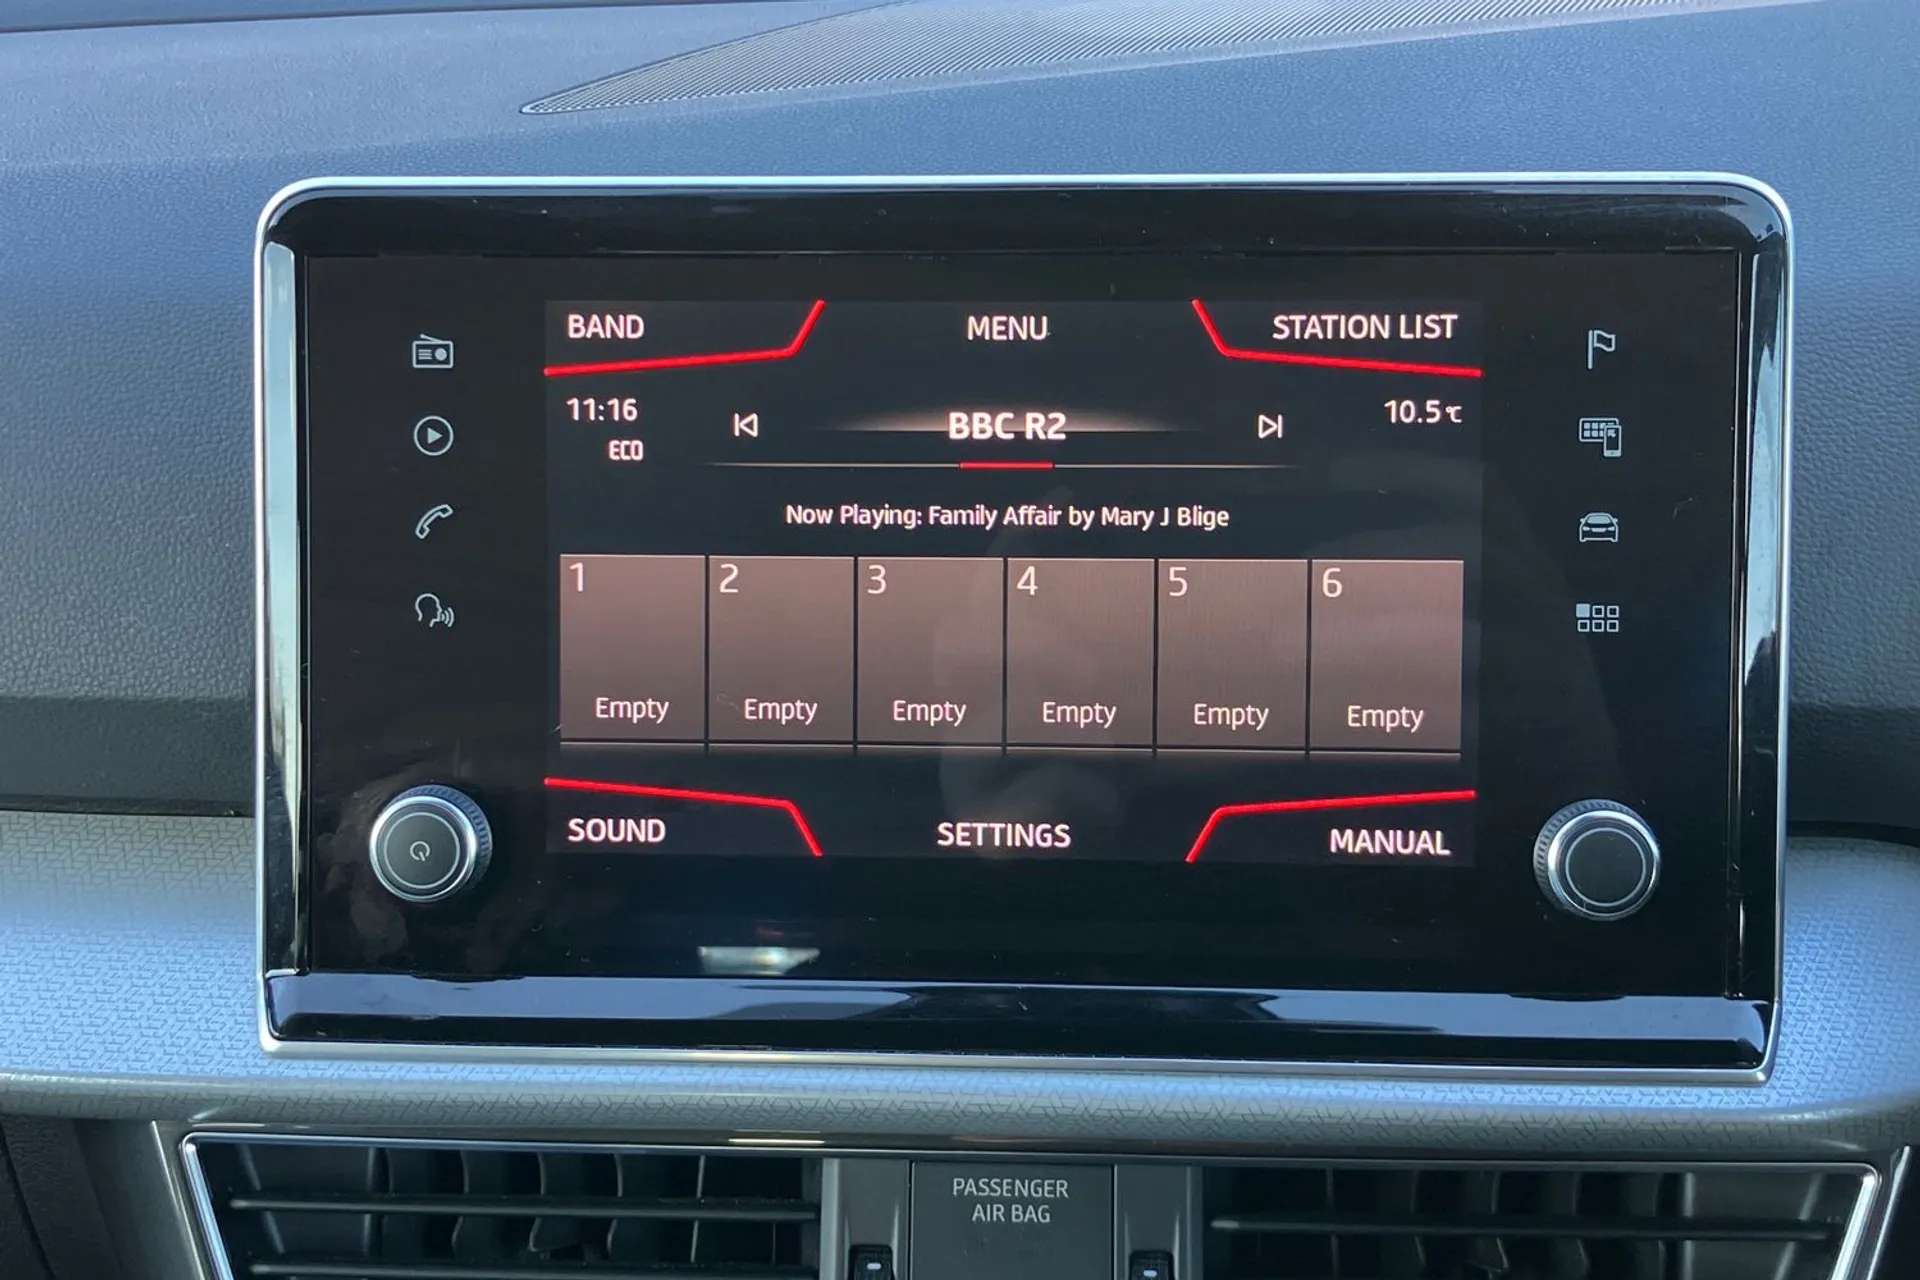 BAND MENU STATION LIST
11:16 BBC R2 10.5°C
ECO
Now Playing: Family Affair by Mary J Blige
1 2 3 4 5 6
Empty Empty Empty Empty Empty Empty
SOUND SETTINGS MANUAL
PASSENGER
AIR BAG